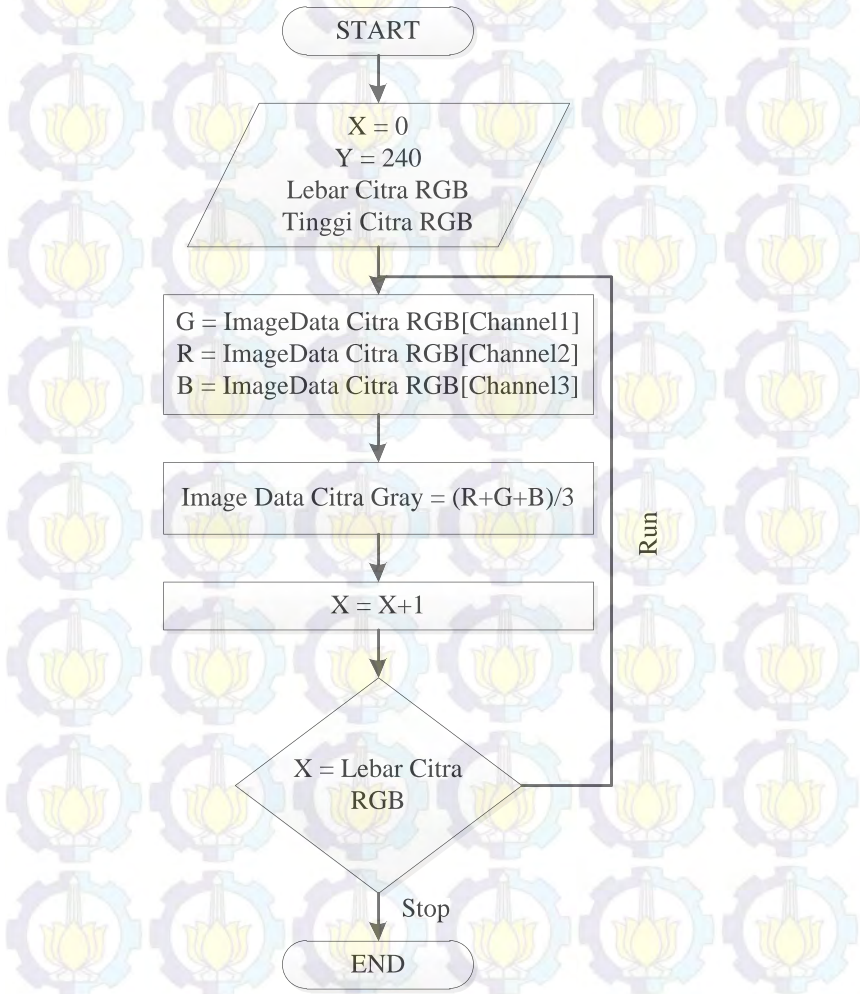 START
X = 0
Y = 240
Lebar Citra RGB
Tinggi Citra RGB
G = ImageData Citra RGB[Channel1]
R = ImageData Citra RGB[Channel2]
B = ImageData Citra RGB[Channel3]
Image Data Citra Gray = (R+G+B)/3
Run
X = X+1
X = Lebar Citra
RGB
Stop
END